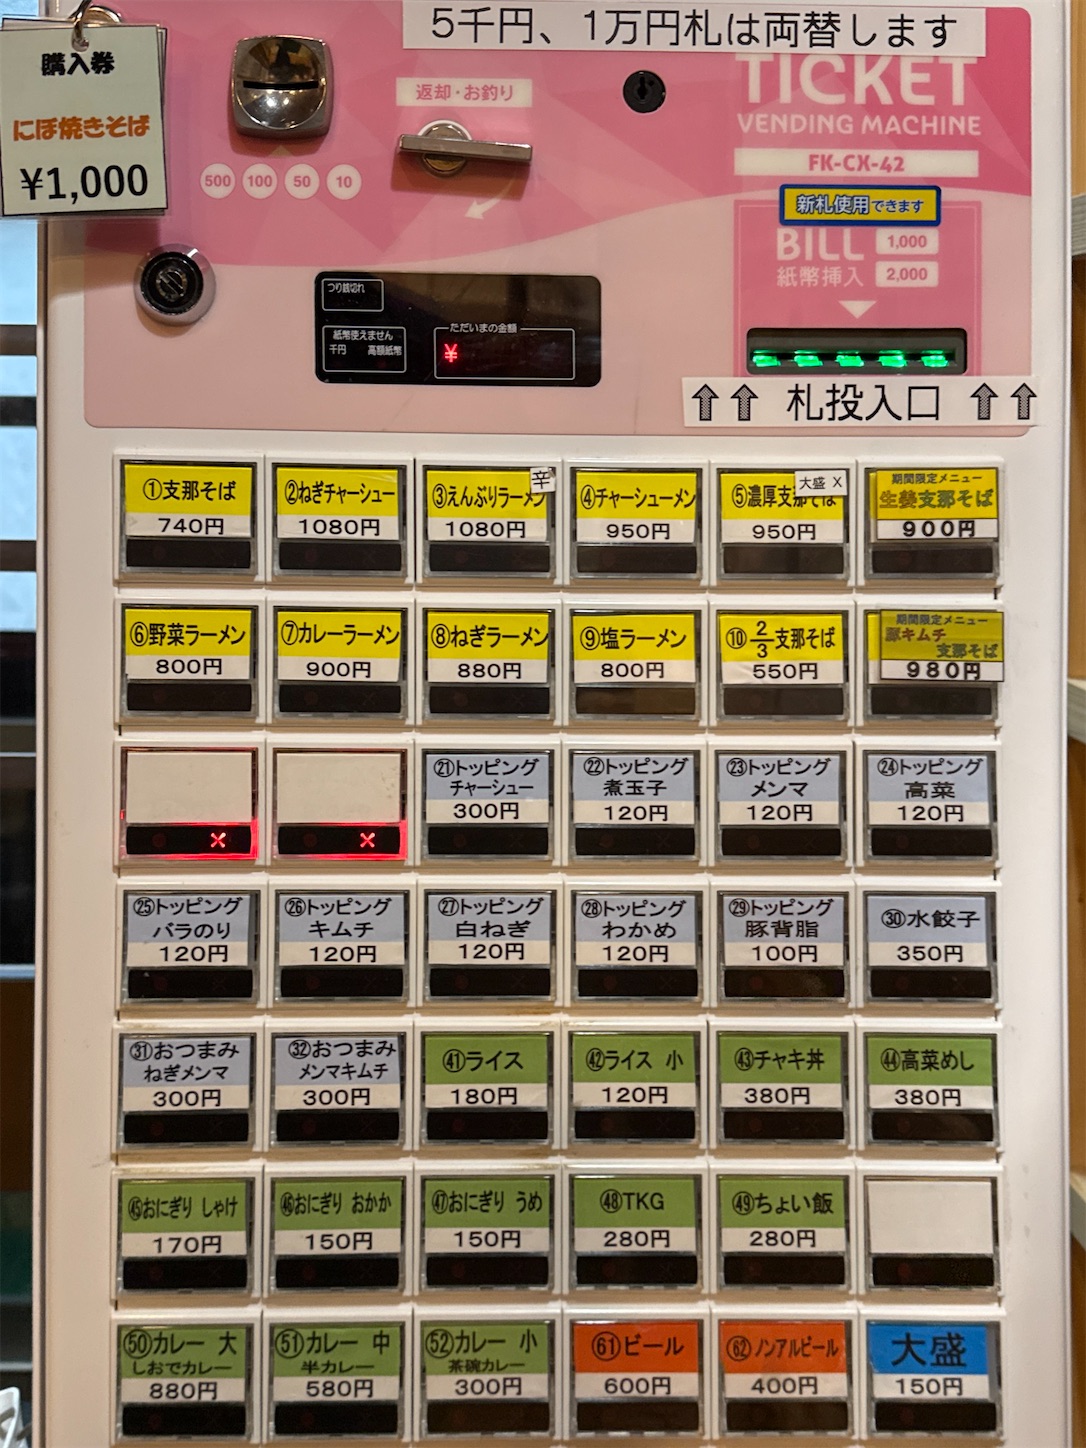 5千円、1万円札は両替します
購入券
にぼ焼きそば
¥1,000
返却・お釣り
500 100 50 10
TICKET
VENDING MACHINE
FK-CX-42
新札使用できます
BILL 1,000
紙幣挿入 2,000
つり銭切れ
紙幣使えません
千円 高額紙幣
ただいまの金額
¥
⇧⇧ 札投入口 ⇧⇧
①支那そば
740円
②ねぎチャーシュー
1080円
③えんぶりラーメン
辛
1080円
④チャーシューメン
950円
⑤濃厚支那そば
大盛 X
950円
期間限定メニュー
生姜支那そば
900円
⑥野菜ラーメン
800円
⑦カレーラーメン
900円
⑧ねぎラーメン
880円
⑨塩ラーメン
800円
⑩2/3支那そば
550円
期間限定メニュー
豚キムチ
支那そば
980円
×
×
㉑トッピング
チャーシュー
300円
㉒トッピング
煮玉子
120円
㉓トッピング
メンマ
120円
㉔トッピング
高菜
120円
㉕トッピング
バラのり
120円
㉖トッピング
キムチ
120円
㉗トッピング
白ねぎ
120円
㉘トッピング
わかめ
120円
㉙トッピング
豚背脂
100円
㉚水餃子
350円
㉛おつまみ
ねぎメンマ
300円
㉜おつまみ
メンマキムチ
300円
㊶ライス
180円
㊷ライス 小
120円
㊸チャキ丼
380円
㊹高菜めし
380円
㊺おにぎり しゃけ
170円
㊻おにぎり おかか
150円
㊼おにぎり うめ
150円
㊽TKG
280円
㊾ちょい飯
280円
㊿カレー 大
しおでカレー
880円
51カレー 中
半カレー
580円
52カレー 小
茶碗カレー
300円
61ビール
600円
62ノンアルビール
400円
大盛
150円